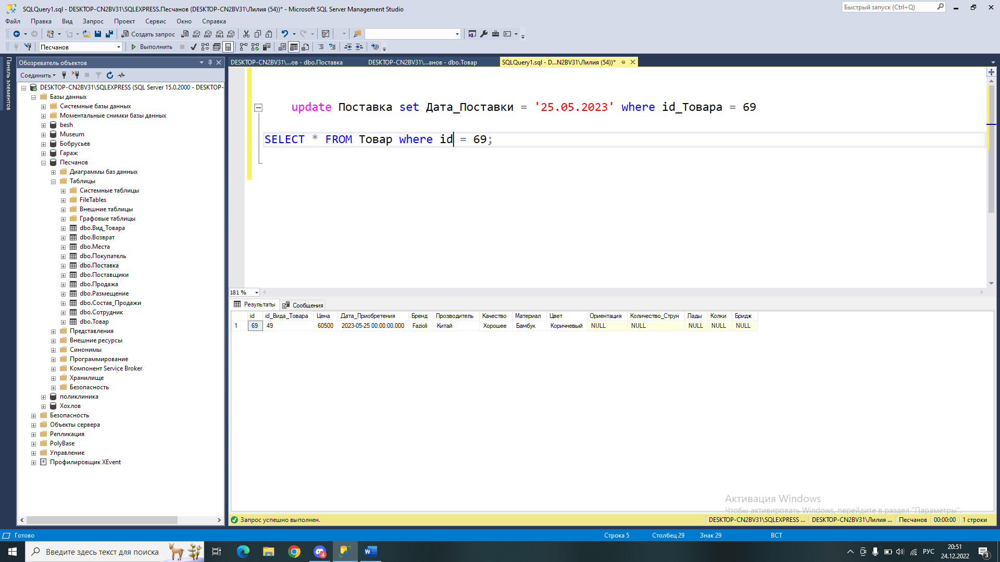 SQLQuery1.sql - DESKTOP-CN2BV31\SQLEXPRESS.Песчанов (DESKTOP-CN2BV31\Лилия (54))* - Microsoft SQL Server Management Studio
Быстрый запуск (Ctrl+Q)
Файл Правка Вид Запрос Проект Сервис Окно Справка
Создать запрос
MDX DMX XMLA DAX
Песчанов
Выполнить
Панель элементов
Обозреватель объектов
DESKTOP-CN2BV31\...ов - dbo.Поставка
DESKTOP-CN2BV31\...анов - dbo.Товар
SQLQuery1.sql - D...N2BV31\Лилия (54))*
Соединить
DESKTOP-CN2BV31\SQLEXPRESS (SQL Server 15.0.2000 - DESKTOP-
Базы данных
Системные базы данных
Моментальные снимки базы данных
besh
Museum
Бобрусьев
Гараж
Песчанов
Диаграммы баз данных
Таблицы
Системные таблицы
FileTables
Внешние таблицы
Графовые таблицы
dbo.Вид_Товара
dbo.Возврат
dbo.Места
dbo.Покупатель
dbo.Поставка
dbo.Поставщики
dbo.Продажа
dbo.Размещение
dbo.Состав_Продажи
dbo.Сотрудник
dbo.Товар
Представления
Внешние ресурсы
Синонимы
Программирование
Компонент Service Broker
Хранилище
Безопасность
поликлиника
Хохлов
Безопасность
Объекты сервера
Репликация
PolyBase
Управление
Профилировщик XEvent
update Поставка set Дата_Поставки = '25.05.2023' where id_Товара = 69
SELECT * FROM Товар where id = 69;
181 %
Результаты Сообщения
id id_Вида_Товара Цена Дата_Приобретения Бренд Прозводитель Качество Материал Цвет Ориентация Количество_Струн Лады Колки Бридж
1 69 49 60500 2023-05-25 00:00:00.000 Fazioli Китай Хорошее Бамбук Коричневый NULL NULL NULL NULL NULL
Активация Windows
Чтобы активировать Windows, перейдите в раздел "Параметры".
Запрос успешно выполнен.
DESKTOP-CN2BV31\SQLEXPRESS ... DESKTOP-CN2BV31\Лилия ... Песчанов 00:00:00 1 строки
Готово
Строка 5 Столбец 29 Знак 29 ВСТ
Введите здесь текст для поиска
4
РУС
20:51
24.12.2022
3